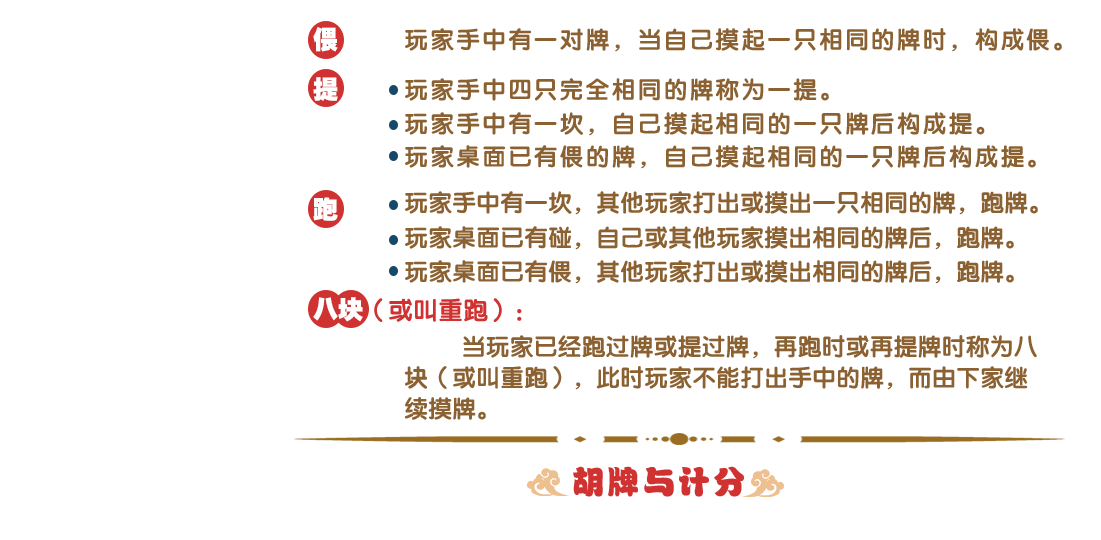 偎 玩家手中有一对牌，当自己摸起一只相同的牌时，构成偎。
提 •玩家手中四只完全相同的牌称为一提。
•玩家手中有一坎，自己摸起相同的一只牌后构成提。
•玩家桌面已有偎的牌，自己摸起相同的一只牌后构成提。
跑 •玩家手中有一坎，其他玩家打出或摸出一只相同的牌，跑牌。
•玩家桌面已有碰，自己或其他玩家摸出相同的牌后，跑牌。
•玩家桌面已有偎，其他玩家打出或摸出相同的牌后，跑牌。
八块（或叫重跑）:
当玩家已经跑过牌或提过牌，再跑时或再提牌时称为八
块（或叫重跑），此时玩家不能打出手中的牌，而由下家继
续摸牌。
胡牌与计分